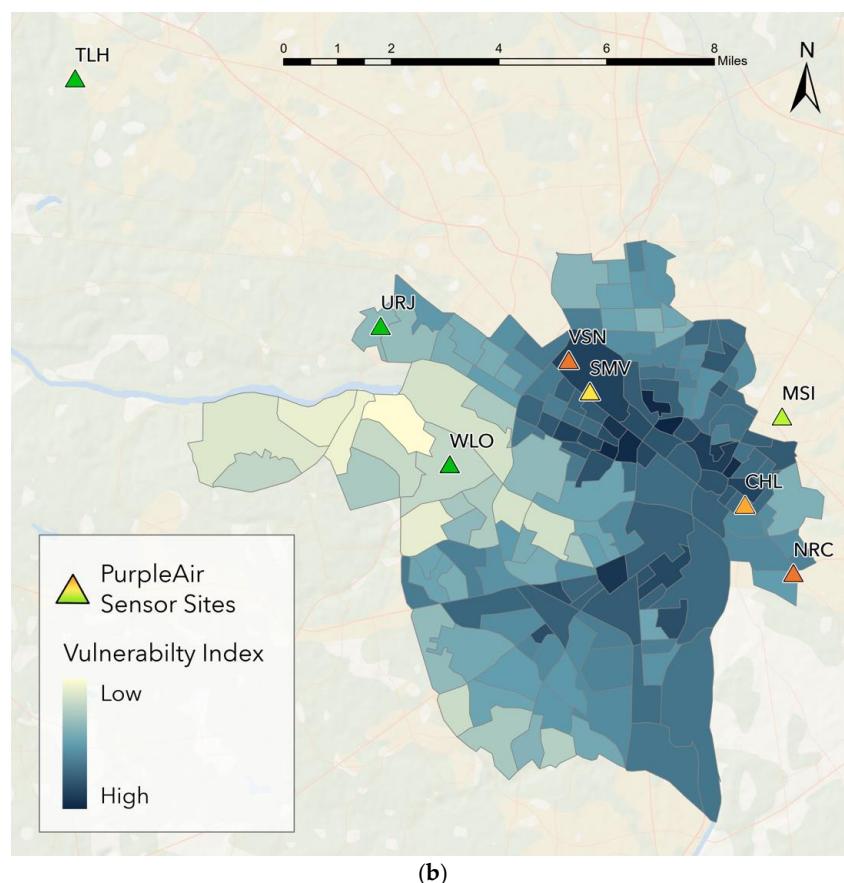 TLH
0 1 2 4 6 8
Miles
N
URJ
VSN
SMV
MSI
WLO
CHL
NRC
PurpleAir
Sensor Sites
Vulnerabilty Index
Low
High
(b)